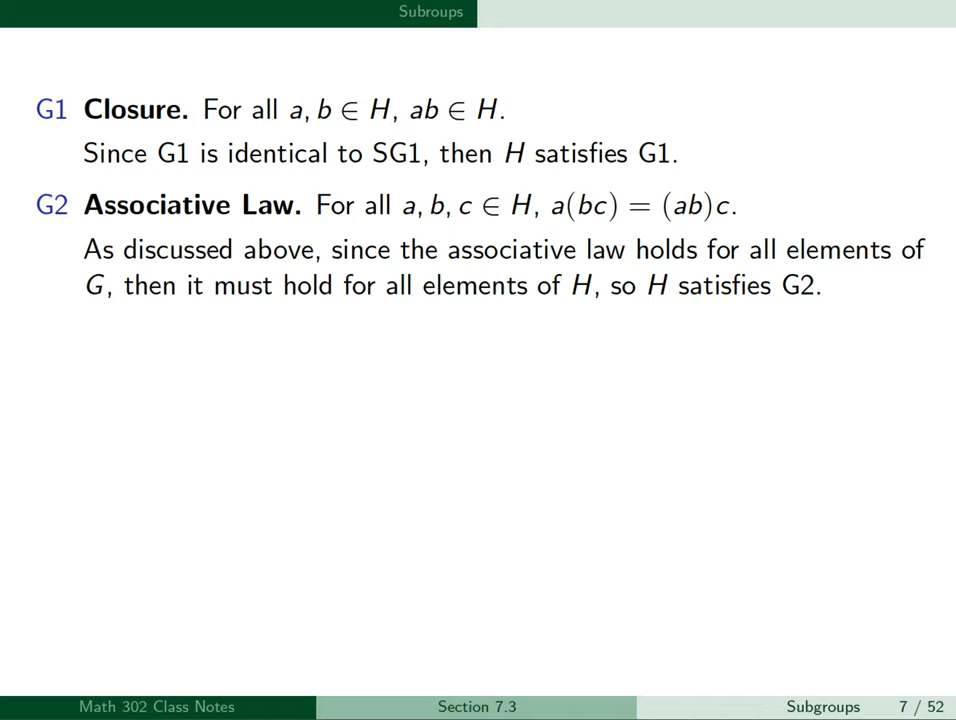 Subroups
G1 Closure. For all a, b ∈ H, ab ∈ H.
Since G1 is identical to SG1, then H satisfies G1.
G2 Associative Law. For all a, b, c ∈ H, a(bc) = (ab)c.
As discussed above, since the associative law holds for all elements of
G, then it must hold for all elements of H, so H satisfies G2.
Math 302 Class Notes Section 7.3 Subgroups 7 / 52